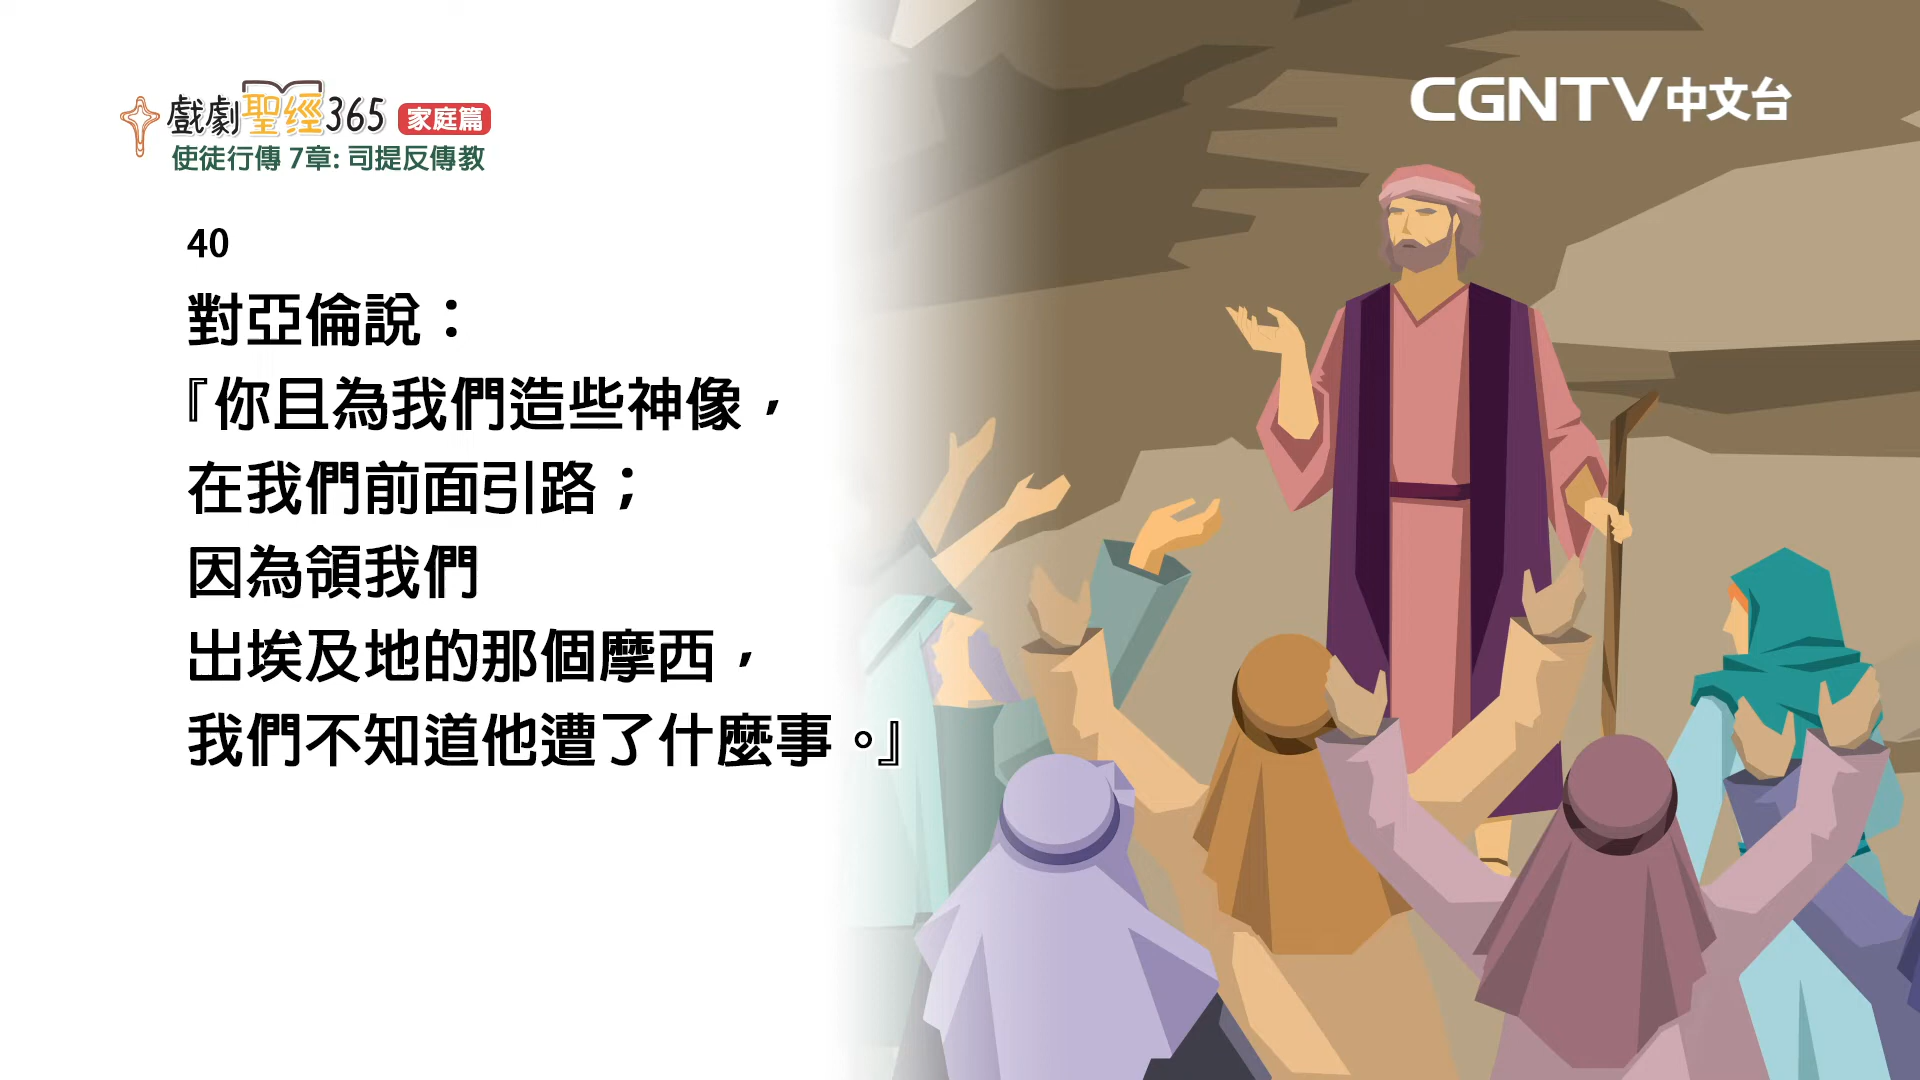 戲劇聖經365 家庭篇
使徒行傳 7章: 司提反傳教
CGNTV中文台
40
對亞倫說：
『你且為我們造些神像，
在我們前面引路；
因為領我們
出埃及地的那個摩西，
我們不知道他遭了什麼事。』